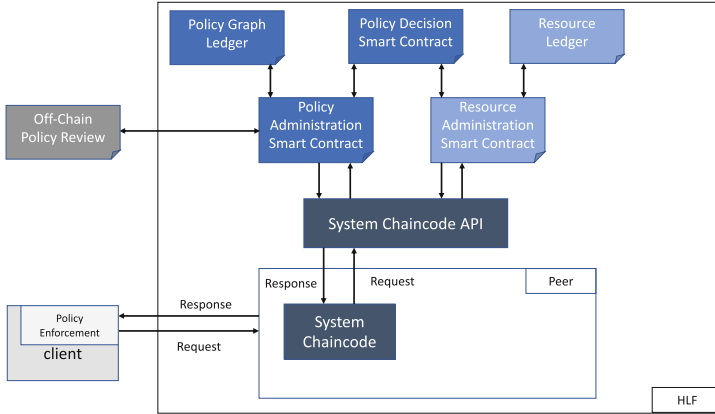 Policy Graph
Ledger
Policy Decision
Smart Contract
Resource
Ledger
Off-Chain
Policy Review
Policy
Administration
Smart Contract
Resource
Administration
Smart Contract
System Chaincode API
Response
Request
Peer
System
Chaincode
Response
Request
Policy
Enforcement
client
HLF